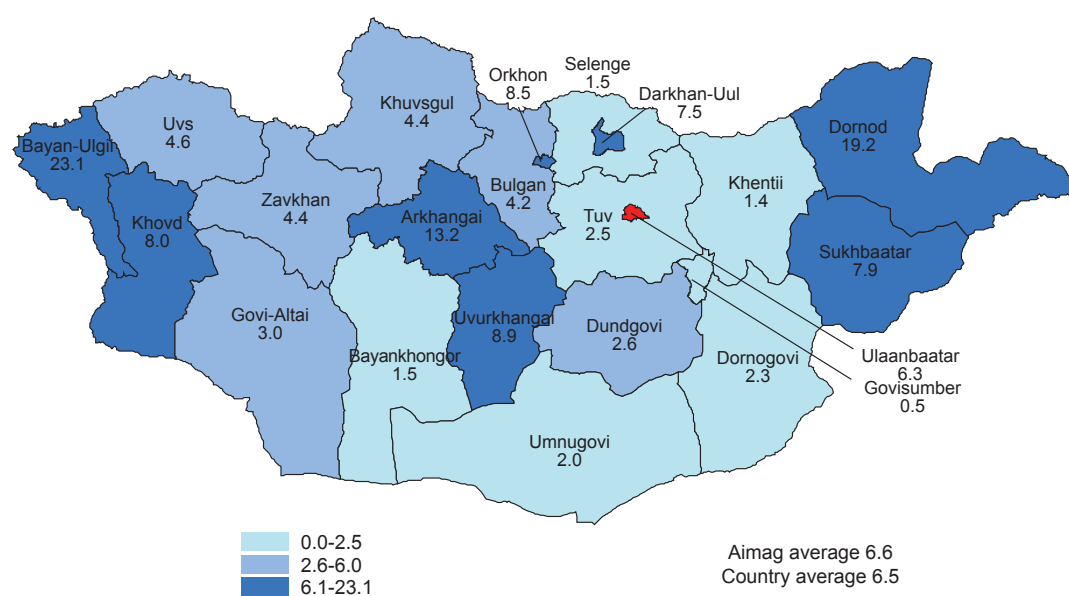 Orkhon
8.5
Selenge
1.5
Darkhan-Uul
7.5
Khuvsgul
4.4
Uvs
4.6
Bayan-Ulgii
23.1
Dornod
19.2
Bulgan
4.2
Khentii
1.4
Zavkhan
4.4
Arkhangai
13.2
Khovd
8.0
Tuv
2.5
Sukhbaatar
7.9
Govi-Altai
3.0
Uvurkhangai
8.9
Dundgovi
2.6
Bayankhongor
1.5
Dornogovi
2.3
Ulaanbaatar
6.3
Govisumber
0.5
Umnugovi
2.0
0.0-2.5
2.6-6.0
6.1-23.1
Aimag average 6.6
Country average 6.5